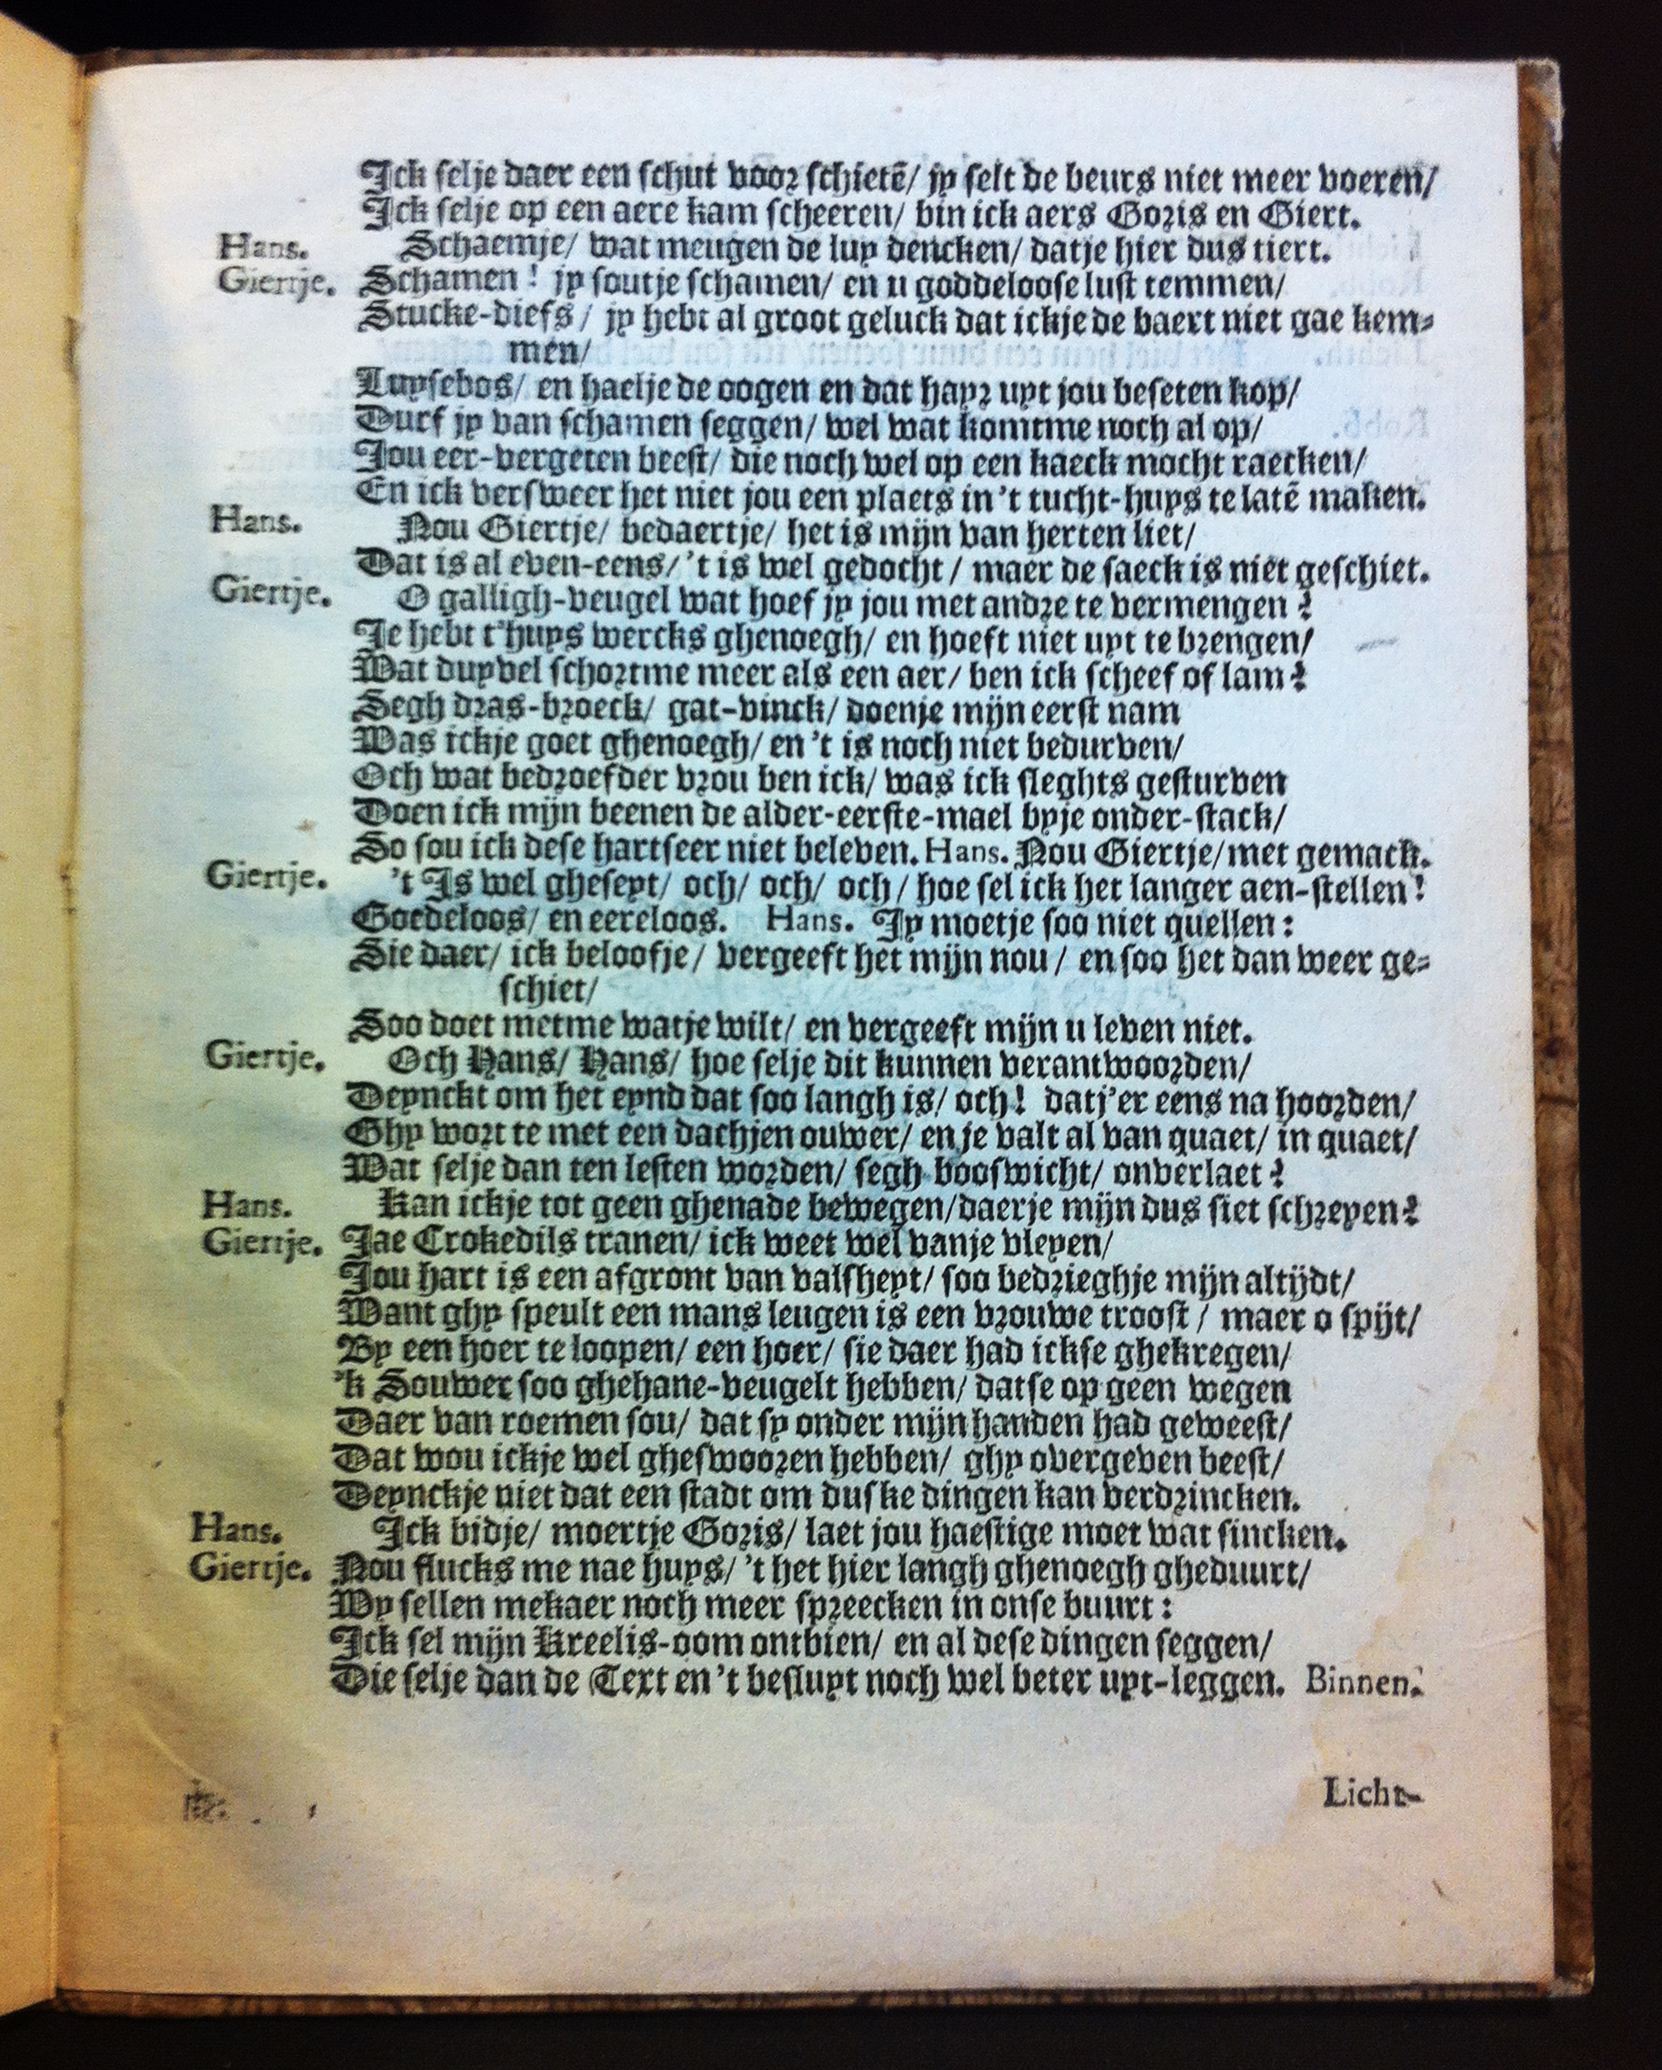 Ick selje daer een schut voor schietē/ jy selt de beurs niet meer voeren/
Ick selje op een aere kam scheeren/ bin ick aers Goris en Giert.
Hans. Schaemje/ wat meugen de luy dencken/ datje hier dus tiert.
Giertje. Schamen! jy soutje schamen/ en u goddeloose lust temmen/
Stucke-diefs/ jy hebt al groot geluck dat ickje de baert niet gae kem-
men/
Luysebos/ en haelje de oogen en dat hayr uyt jou beseten kop/
Durf jy van schamen seggen/ wel wat komtme noch al op/
Jou eer-vergeten beest/ die noch wel op een kaeck mocht raecken/
En ick versweer het niet jou een plaets in 't tucht-huys te latē maken.
Hans. Nou Giertje/ bedaertje/ het is mijn van herten liet/
Dat is al even-eens/ 't is wel gedocht/ maer de saeck is niet geschiet.
Giertje. O galligh-veugel wat hoef jy jou met andre te vermengen?
Je hebt t'huys wercks ghenoegh/ en hoeft niet uyt te brengen/
Wat duyvel schortme meer als een aer/ ben ick scheef of lam?
Segh dras-broeck/ gat-vinck/ doenje mijn eerst nam
Was ickje goet ghenoegh/ en 't is noch niet bedurven/
Och wat bedroefder vrou ben ick/ was ick sleghts gesturven
Doen ick mijn beenen de alder-eerste-mael byje onder-stack/
So sou ick dese hartseer niet beleven. Hans. Nou Giertje/ met gemack.
Giertje. 't Is wel gheseyt/ och/ och/ och/ hoe sel ick het langer aen-stellen!
Goedeloos/ en eereloos. Hans. Jy moetje soo niet quellen:
Sie daer/ ick beloofje/ vergeeft het mijn nou/ en soo het dan weer ge-
schiet/
Soo doet metme watje wilt/ en vergeeft mijn u leven niet.
Giertje. Och Hans/ Hans/ hoe selje dit kunnen verantwoorden/
Deynckt om het eynd dat soo langh is/ och! datj'er eens na hoorden/
Ghy wort te met een dachjen ouwer/ en je valt al van quaet/ in quaet/
Wat selje dan ten lesten worden/ segh booswicht/ onverlaet?
Hans. Kan ickje tot geen ghenade bewegen/ daerje mijn dus siet schreyen?
Giertje. Jae Crokedils tranen/ ick weet wel vanje vleyen/
Jou hart is een afgront van valsheyt/ soo bedrieghje mijn altijdt/
Want ghy speult een mans leugen is een vrouwe troost/ maer o spijt/
By een hoer te loopen/ een hoer/ sie daer had ickse ghekregen/
'k Souwer soo ghehane-veugelt hebben/ datse op geen wegen
Daer van roemen sou/ dat sy onder mijn handen had geweest/
Dat wou ickje wel ghesworen hebben/ ghy overgeven beest/
Deynckje niet dat een stadt om duske dingen kan verdrincken.
Hans. Ick bidje/ moertje Goris/ laet jou haestige moet wat sincken.
Giertje. Nou flucks me nae huys/ 't het hier langh ghenoegh gheduurt/
Wy sellen mekaer noch meer spreecken in onse buurt:
Ick sel mijn Kreelis-oom ontbien/ en al dese dingen seggen/
Die selje dan de Text en 't besluyt noch wel beter uyt-leggen. Binnen.
Licht-